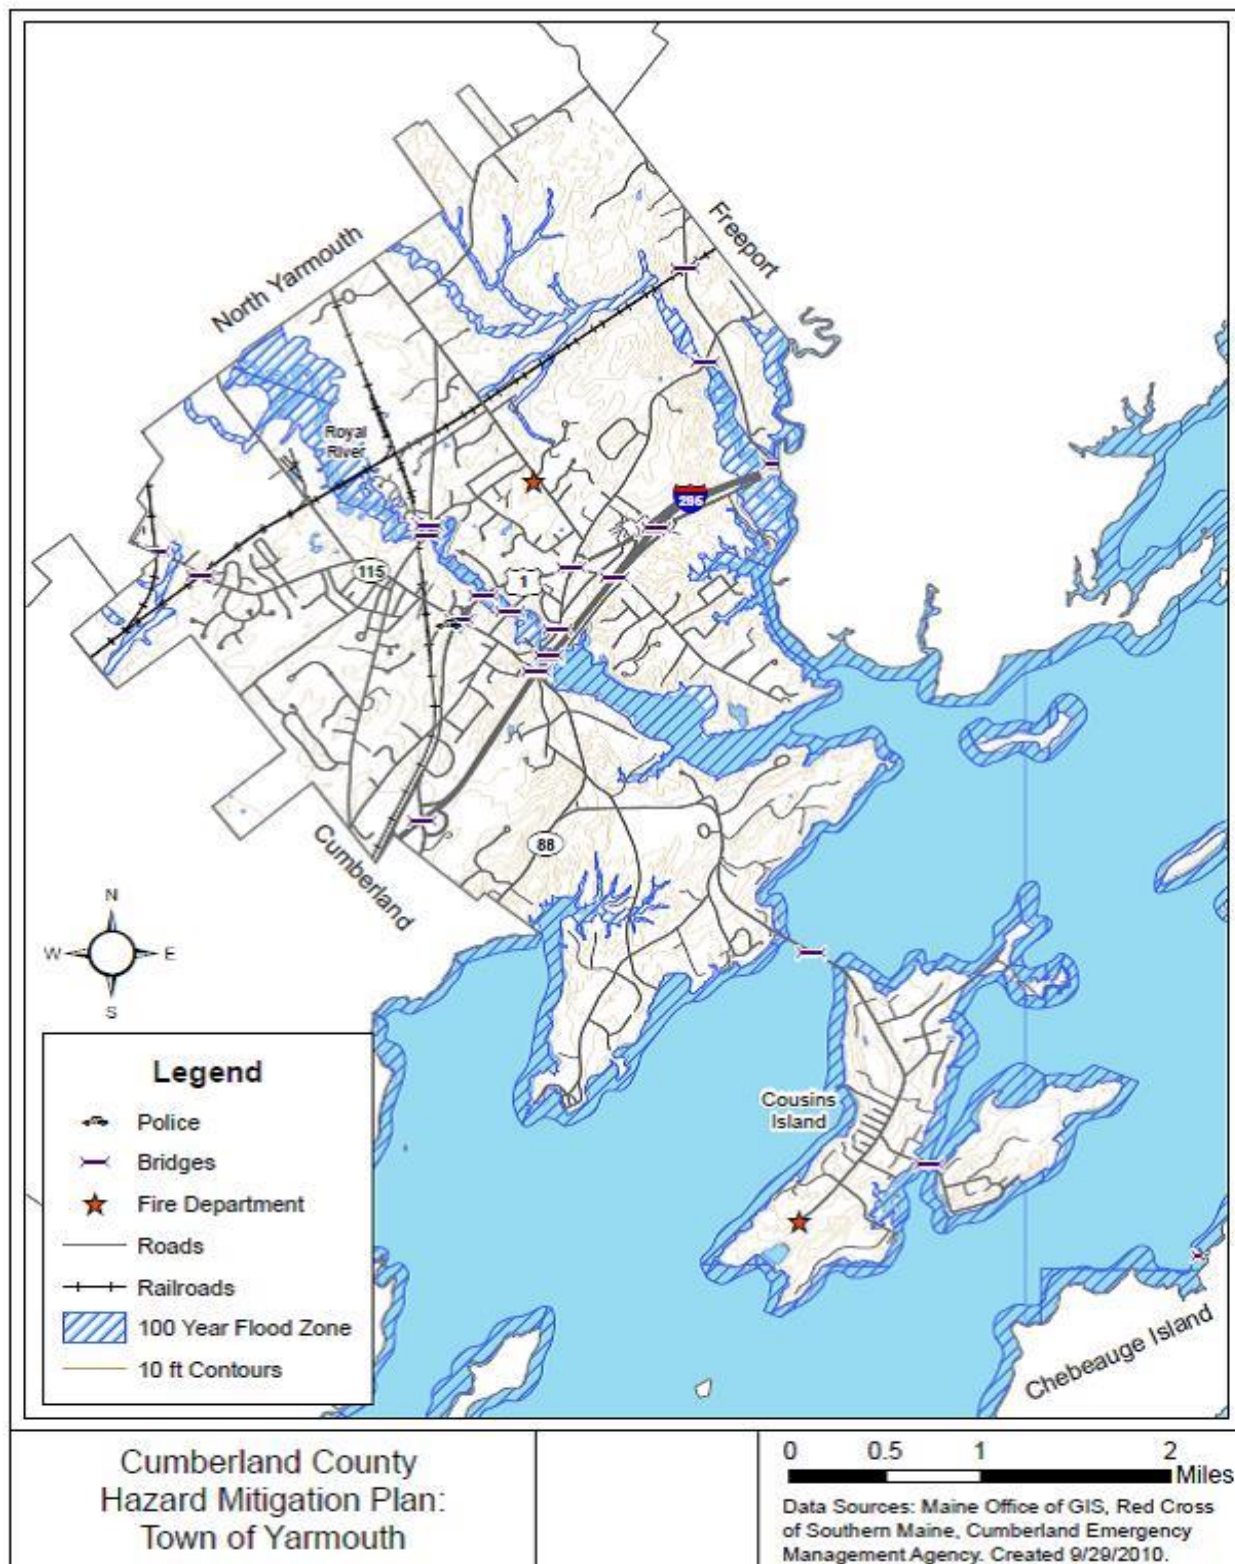 North Yarmouth
Freeport
Royal
River
295
115
1
88
Cumberland
N
W
E
S
Cousins
Island
Chebeauge Island
Legend
Police
Bridges
Fire Department
Roads
Railroads
100 Year Flood Zone
10 ft Contours
Cumberland County
Hazard Mitigation Plan:
Town of Yarmouth
0 0.5 1 2
Miles
Data Sources: Maine Office of GIS, Red Cross
of Southern Maine, Cumberland Emergency
Management Agency. Created 9/29/2010.